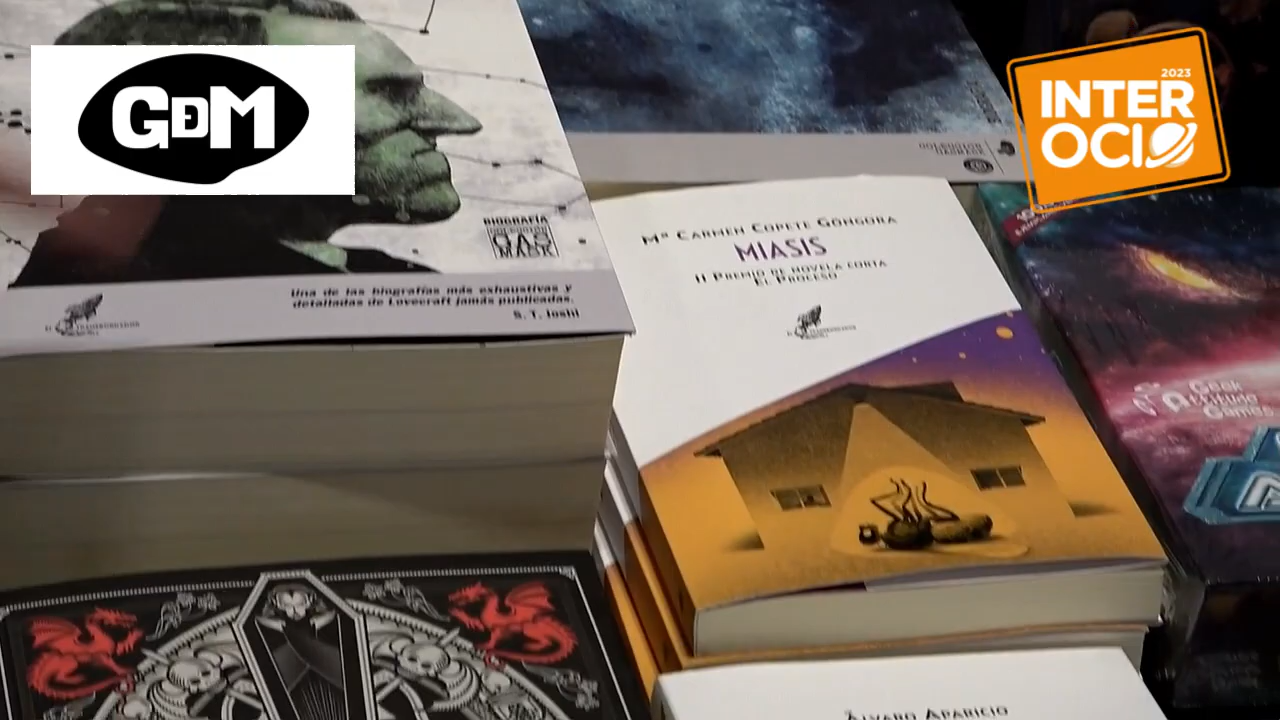 GDM
2023
INTER
OCIO
BIOGRAFÍA
GAS
MASK
Una de las biografías más exhaustivas y
detalladas de Lovecraft jamás publicadas.
S. T. Joshi
Mª CARMEN COPETE GÓNGORA
MIASIS
II PREMIO DE NOVELA CORTA
EL PROCESO
Geek
Attitude
Games
ÁLVARO APARICIO